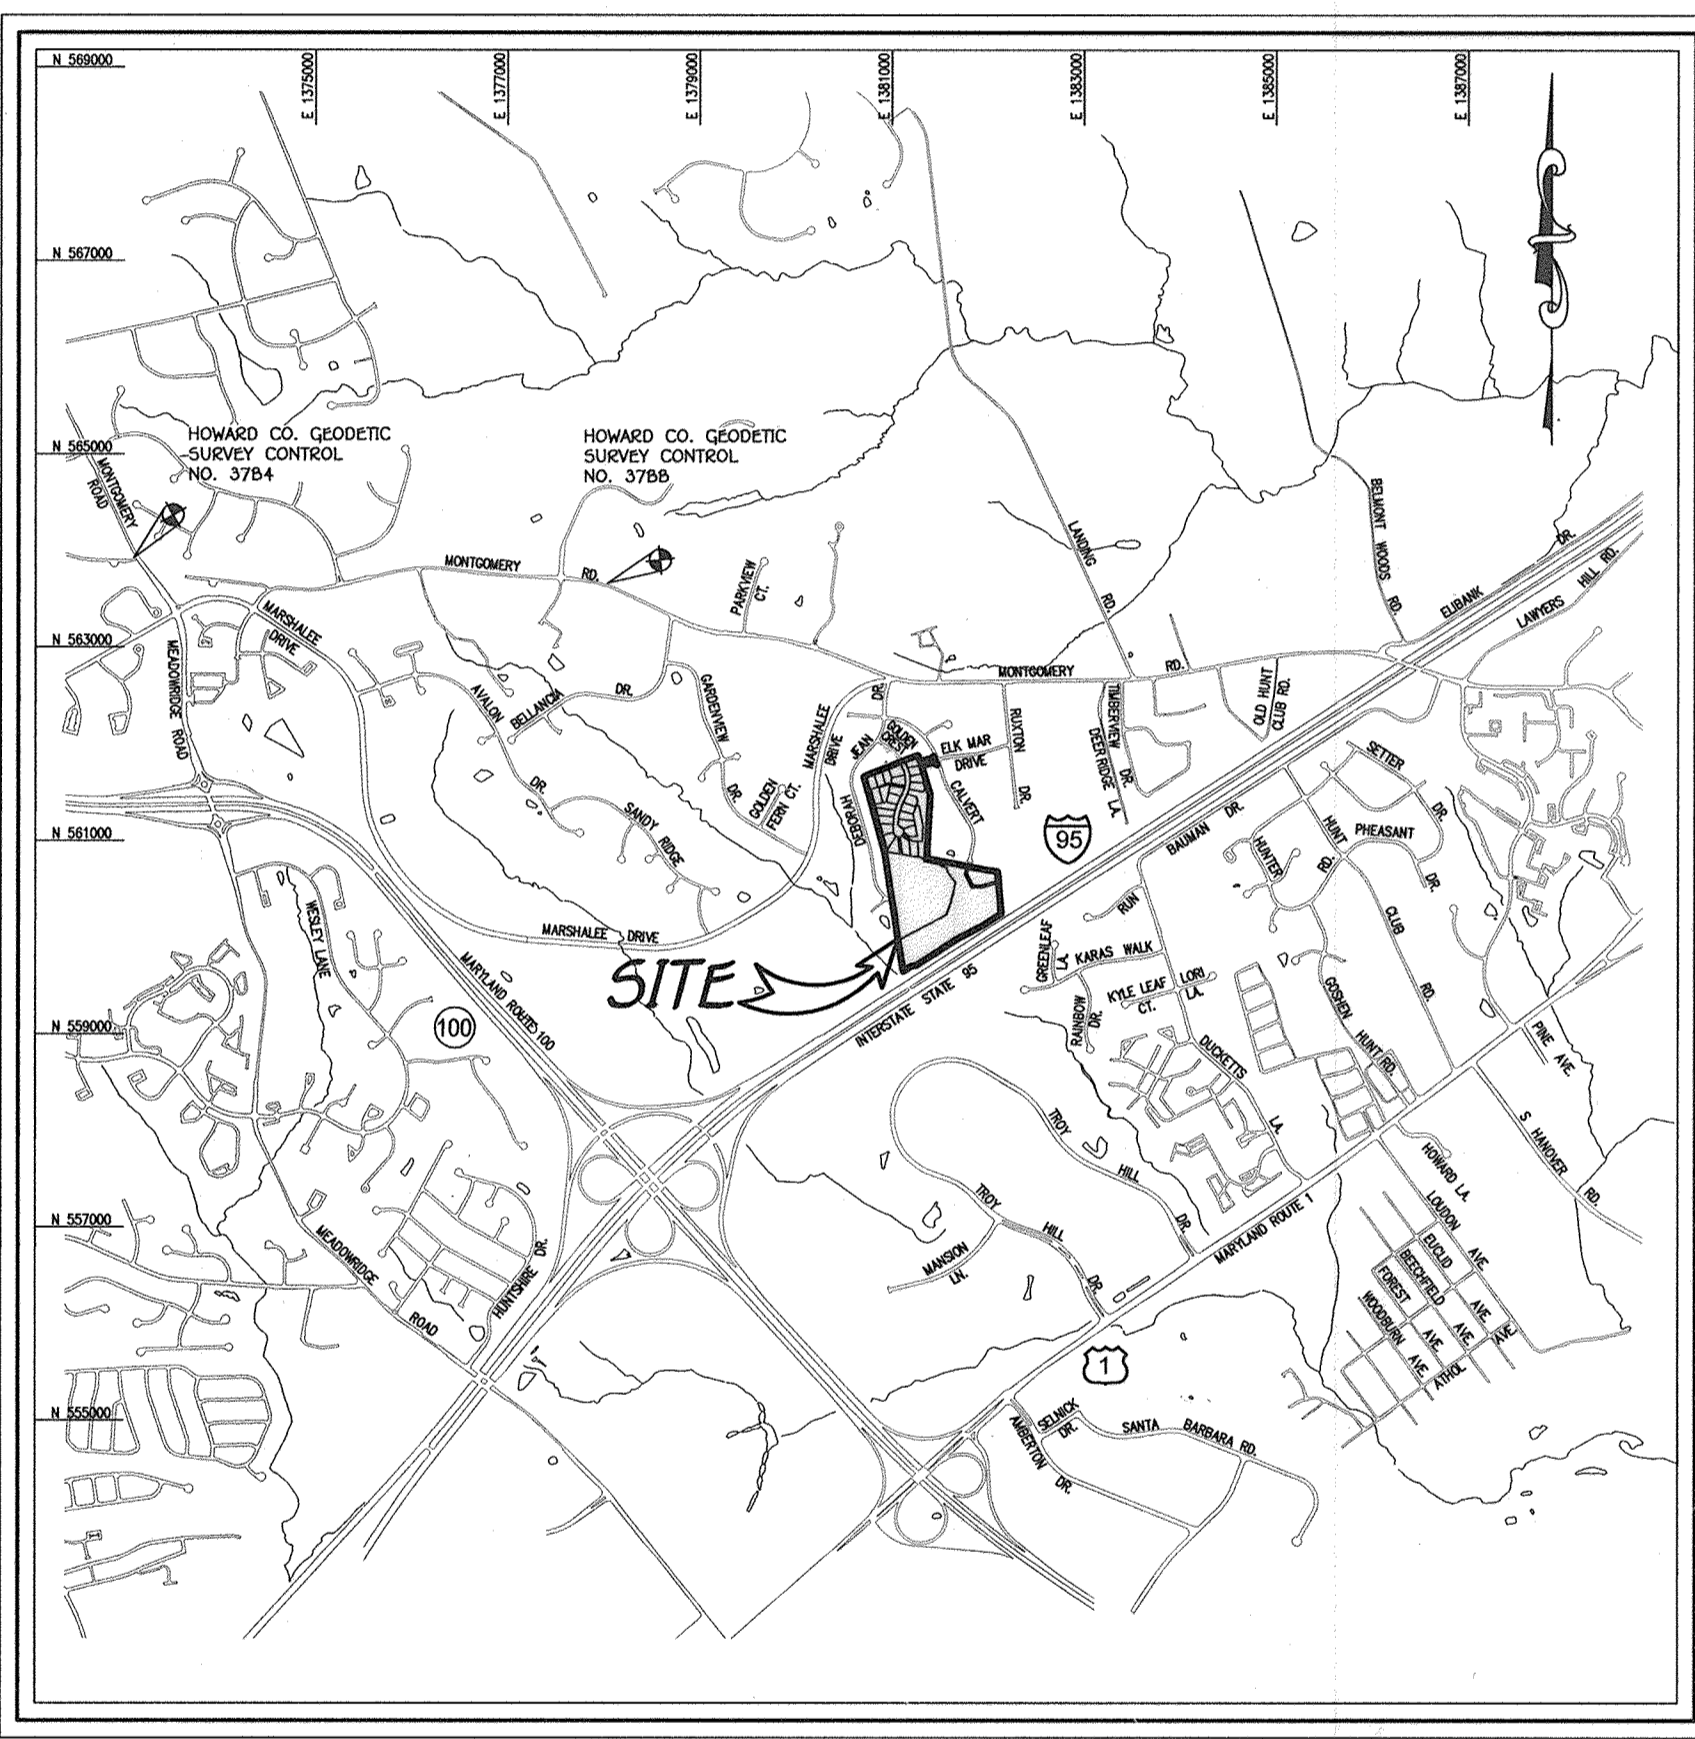 N 569000
E 1375000
E 1377000
E 1379000
E 1381000
E 1383000
E 1385000
E 1387000
N 567000
N 565000
HOWARD CO. GEODETIC
SURVEY CONTROL
NO. 37B4
HOWARD CO. GEODETIC
SURVEY CONTROL
NO. 37BB
MONTGOMERY
ROAD
MONTGOMERY
RD.
PARKVIEW
CT.
LANDING
RD.
BELMONT WOODS
RD.
ELIBANK
DR.
LAWYERS
HILL RD.
N 563000
MARSHALEE
DRIVE
MEADOWRIDGE ROAD
AVALON
DR.
BELLANCIA
DR.
GARDENVIEW
DR.
MARSHALEE
DRIVE
JEAN
DR.
GOLDEN
CREST
ELK MAR
DRIVE
RUXTON
DR.
MONTGOMERY
RD.
TIMBERVIEW
DR.
DEER RIDGE
LA.
OLD HUNT
CLUB RD.
SETTER
DR.
N 561000
SANDY RIDGE
GOLDEN
FERN CT.
DEBORAH
CALVERT
95
BAUMAN
DR.
HUNTER
HUNT
RD.
PHEASANT
DR.
CLUB
RD.
WESLEY LANE
MARSHALEE DRIVE
MARYLAND ROUTES 100
100
SITE
INTERSTATE STATE 95
RUN
GREENLEAF
LA.
KARAS WALK
KYLE LEAF
CT.
LORI
LA.
RAINBOW
DR.
DUCKETTS
LA.
GOSHEN
HUNT RD.
PINE AVE.
N 559000
S HANOVER
RD.
TROY
HILL
DR.
TROY
HILL
DR.
MANSION
LN.
HOWARD LA.
LOUDON
AVE.
EUCLID
AVE.
BEECHFIELD
AVE.
FOREST
AVE.
WOODBURN
AVE.
ATHOL
AVE.
MARYLAND ROUTE 1
1
N 557000
MEADOWRIDGE
ROAD
HUNTSHIRE
DR.
N 555000
SELNICK
DR.
AMBERTON
DR.
SANTA
BARBARA RD.